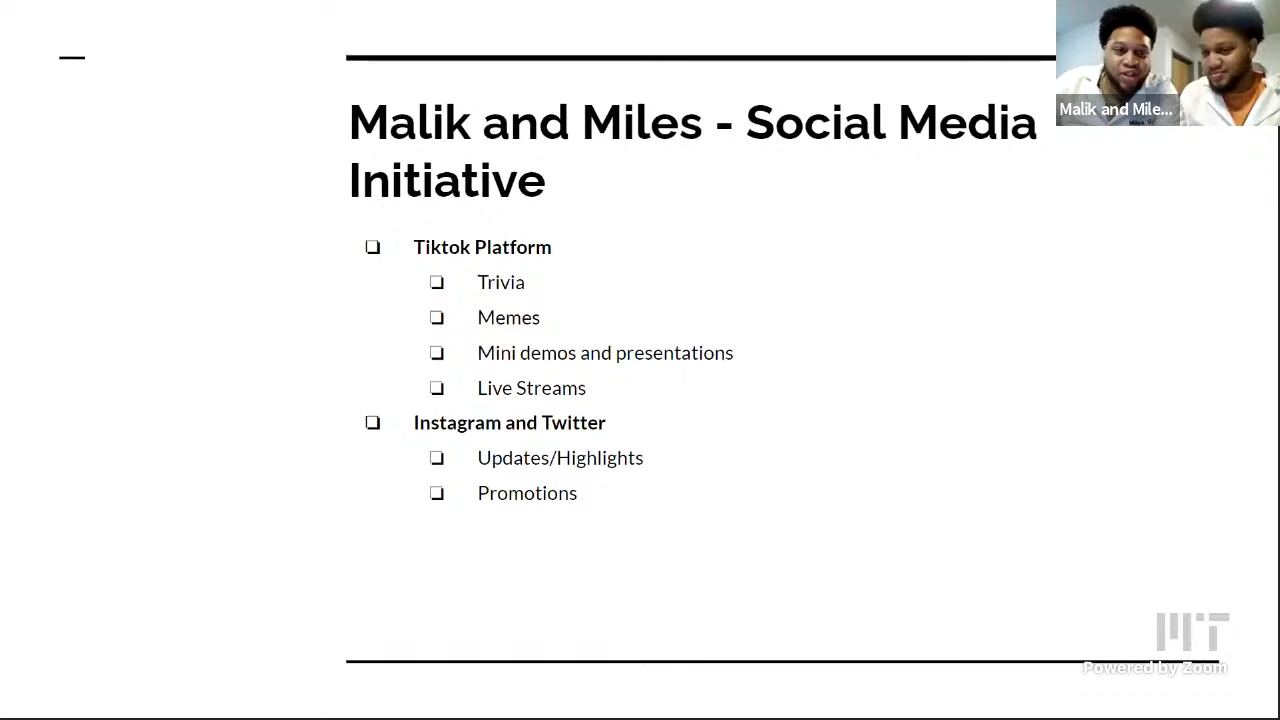 Malik and Miles - Social Media
Initiative
Malik and Mile...
Tiktok Platform
Trivia
Memes
Mini demos and presentations
Live Streams
Instagram and Twitter
Updates/Highlights
Promotions
MIT
Powered by Zoom